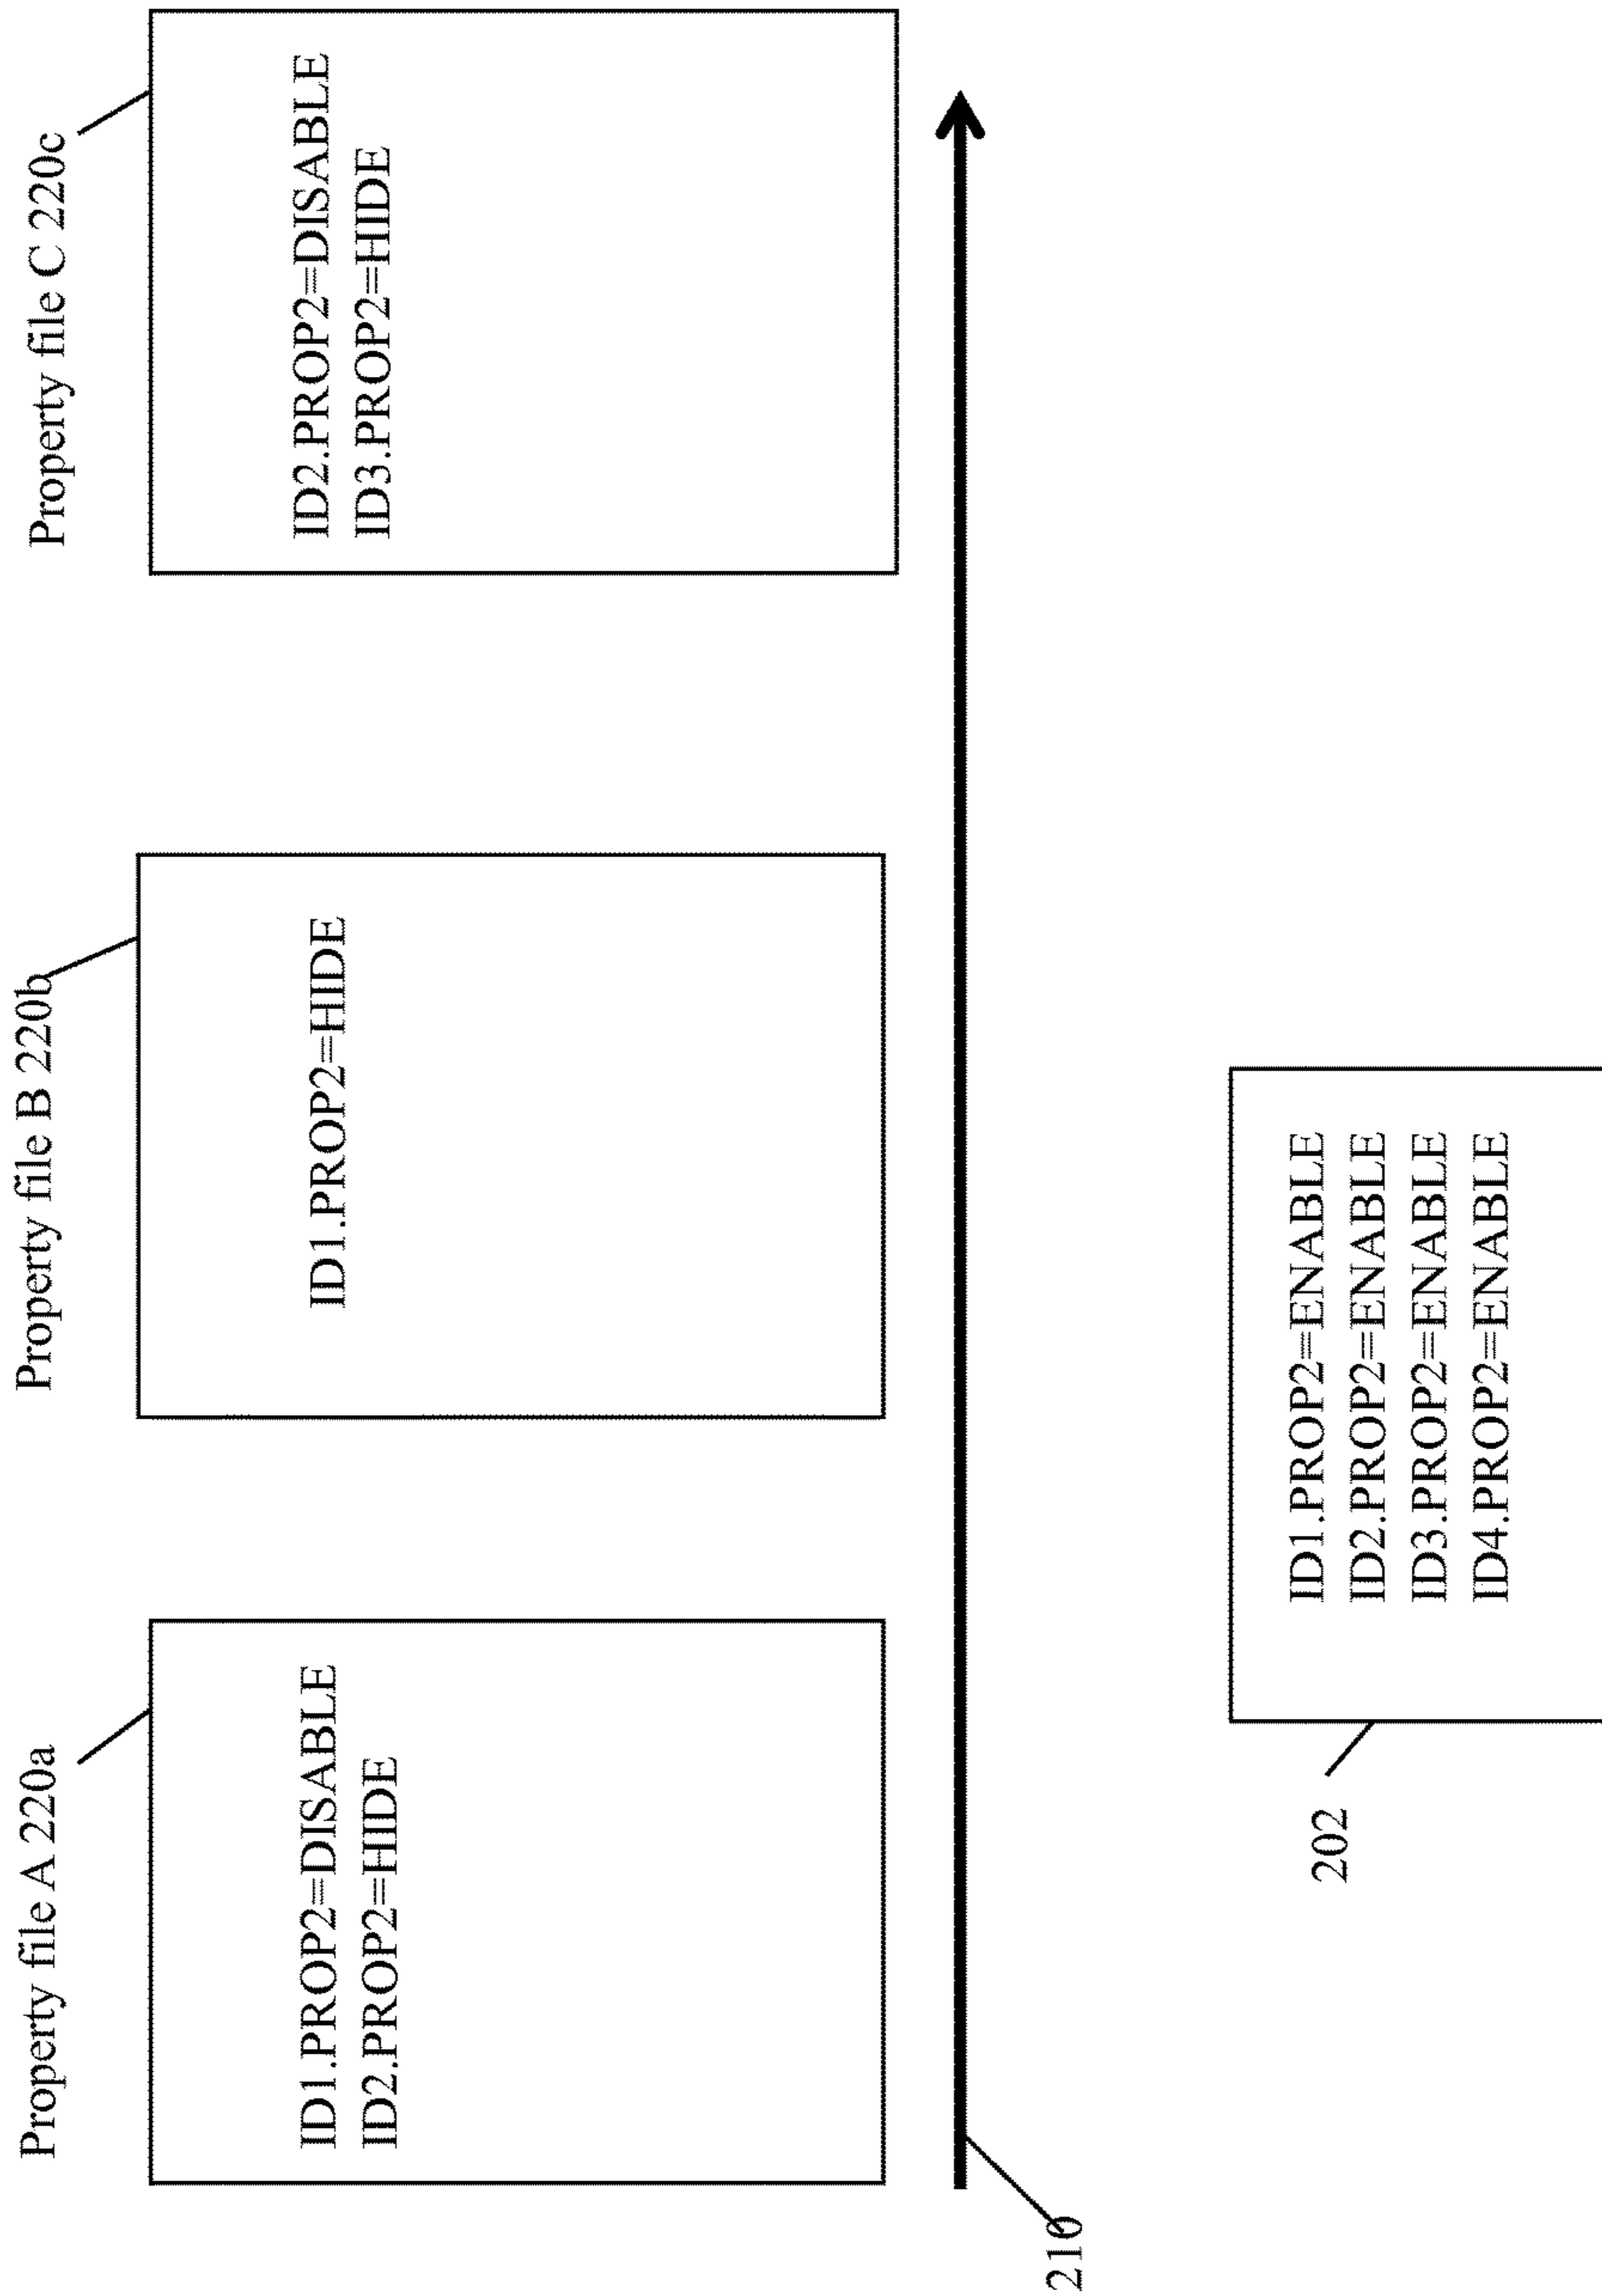 Property file A 220a
ID1.PROP2=DISABLE
ID2.PROP2=HIDE
Property file B 220b
ID1.PROP2=HIDE
Property file C 220c
ID2.PROP2=DISABLE
ID3.PROP2=HIDE
210
202
ID1.PROP2=ENABLE
ID2.PROP2=ENABLE
ID3.PROP2=ENABLE
ID4.PROP2=ENABLE